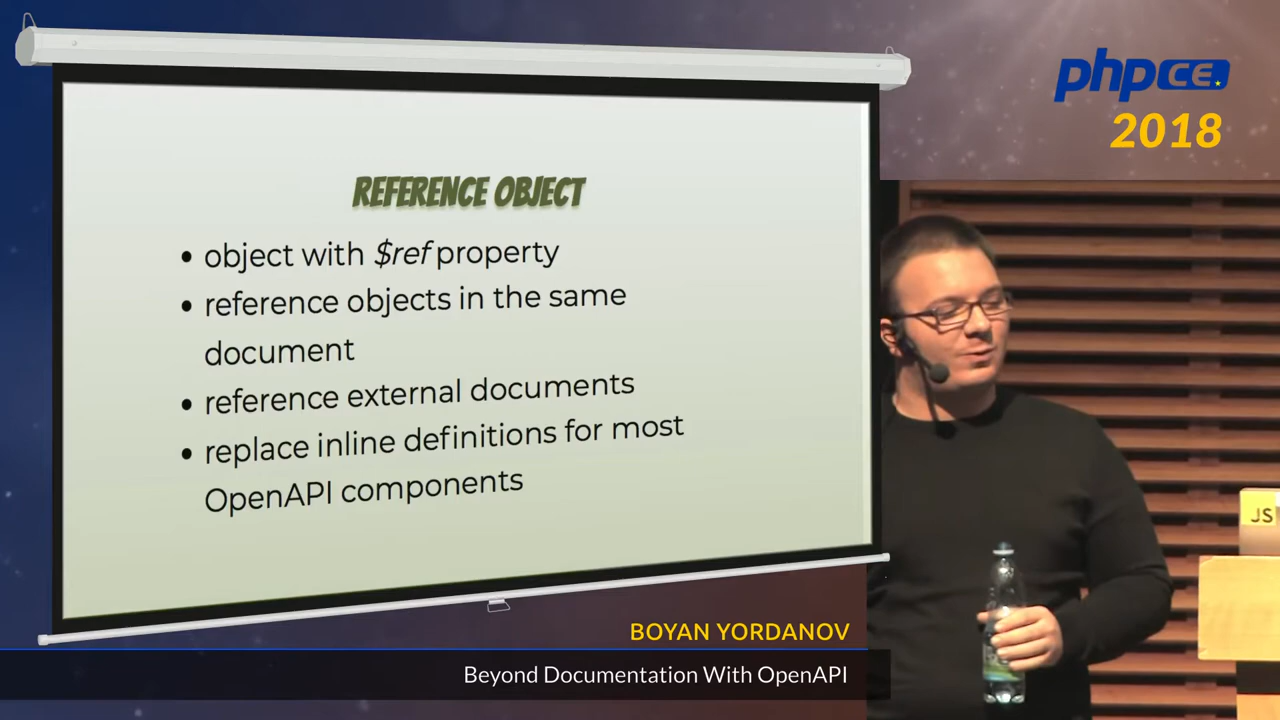 phpce
2018
REFERENCE OBJECT
• object with $ref property
• reference objects in the same
document
• reference external documents
• replace inline definitions for most
OpenAPI components
JS
BOYAN YORDANOV
Beyond Documentation With OpenAPI